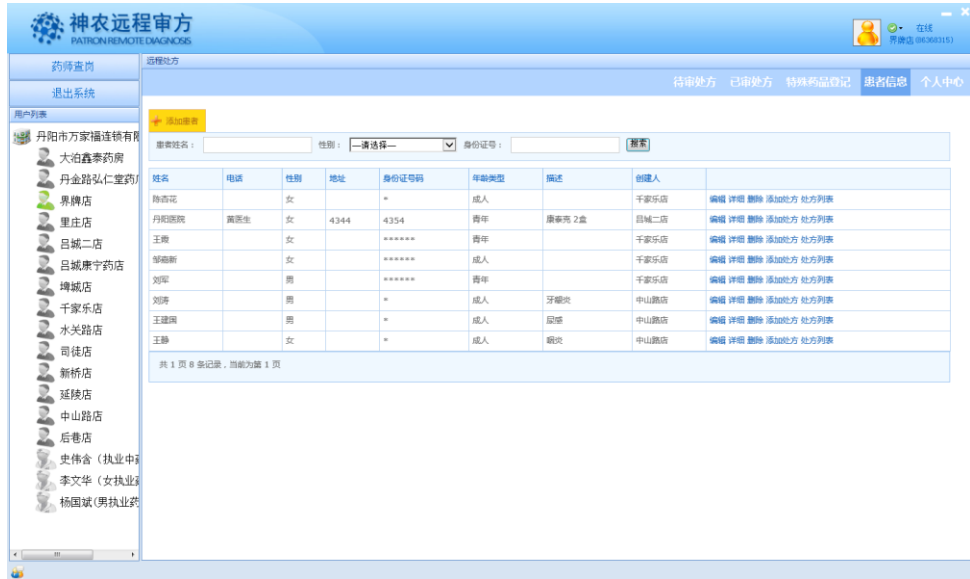 神农远程审方
PATRON REMOTE DIAGNOSIS
在线
界牌店 (16360315)
药师查岗
退出系统
用户列表
丹阳市万家福连锁有限
大泊鑫泰药房
丹金路弘仁堂药
界牌店
里庄店
吕城二店
吕城康宁药店
埤城店
千家乐店
水关路店
司徒店
新桥店
延陵店
中山路店
后巷店
史伟含（执业中
李文华（女执业
杨国斌(男执业药
远程处方
待审处方 已审处方 特殊药品登记 患者信息 个人中心
添加患者
患者姓名： 性别： —请选择— 身份证号： 搜索
姓名 电话 性别 地址 身份证号码 年龄类型 描述 创建人
陈杏花 女 * 成人 千家乐店 编辑 详细 删除 添加处方 处方列表
丹阳医院 黄医生 女 4344 4354 青年 康泰克 2盒 吕城二店 编辑 详细 删除 添加处方 处方列表
王霞 女 ****** 青年 千家乐店 编辑 详细 删除 添加处方 处方列表
邹嘉新 女 ****** 成人 千家乐店 编辑 详细 删除 添加处方 处方列表
刘军 男 ****** 青年 千家乐店 编辑 详细 删除 添加处方 处方列表
刘涛 男 * 成人 牙龈炎 中山路店 编辑 详细 删除 添加处方 处方列表
王建国 男 * 成人 尿感 中山路店 编辑 详细 删除 添加处方 处方列表
王静 女 * 成人 咽炎 中山路店 编辑 详细 删除 添加处方 处方列表
共 1 页 8 条记录，当前为第 1 页